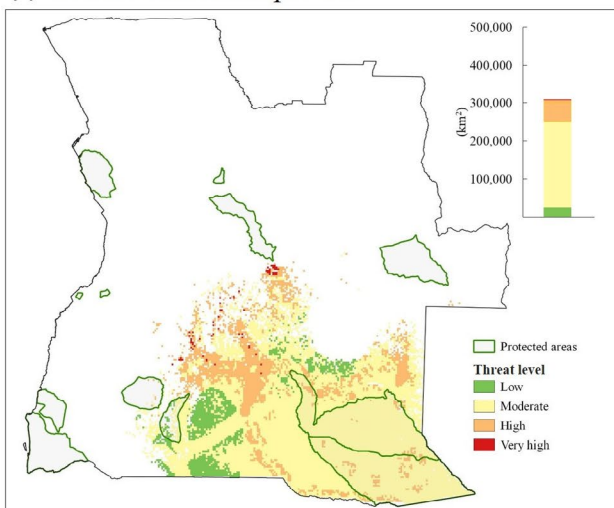 500,000
400,000
300,000
200,000
100,000
(km²)
Protected areas
Threat level
Low
Moderate
High
Very high